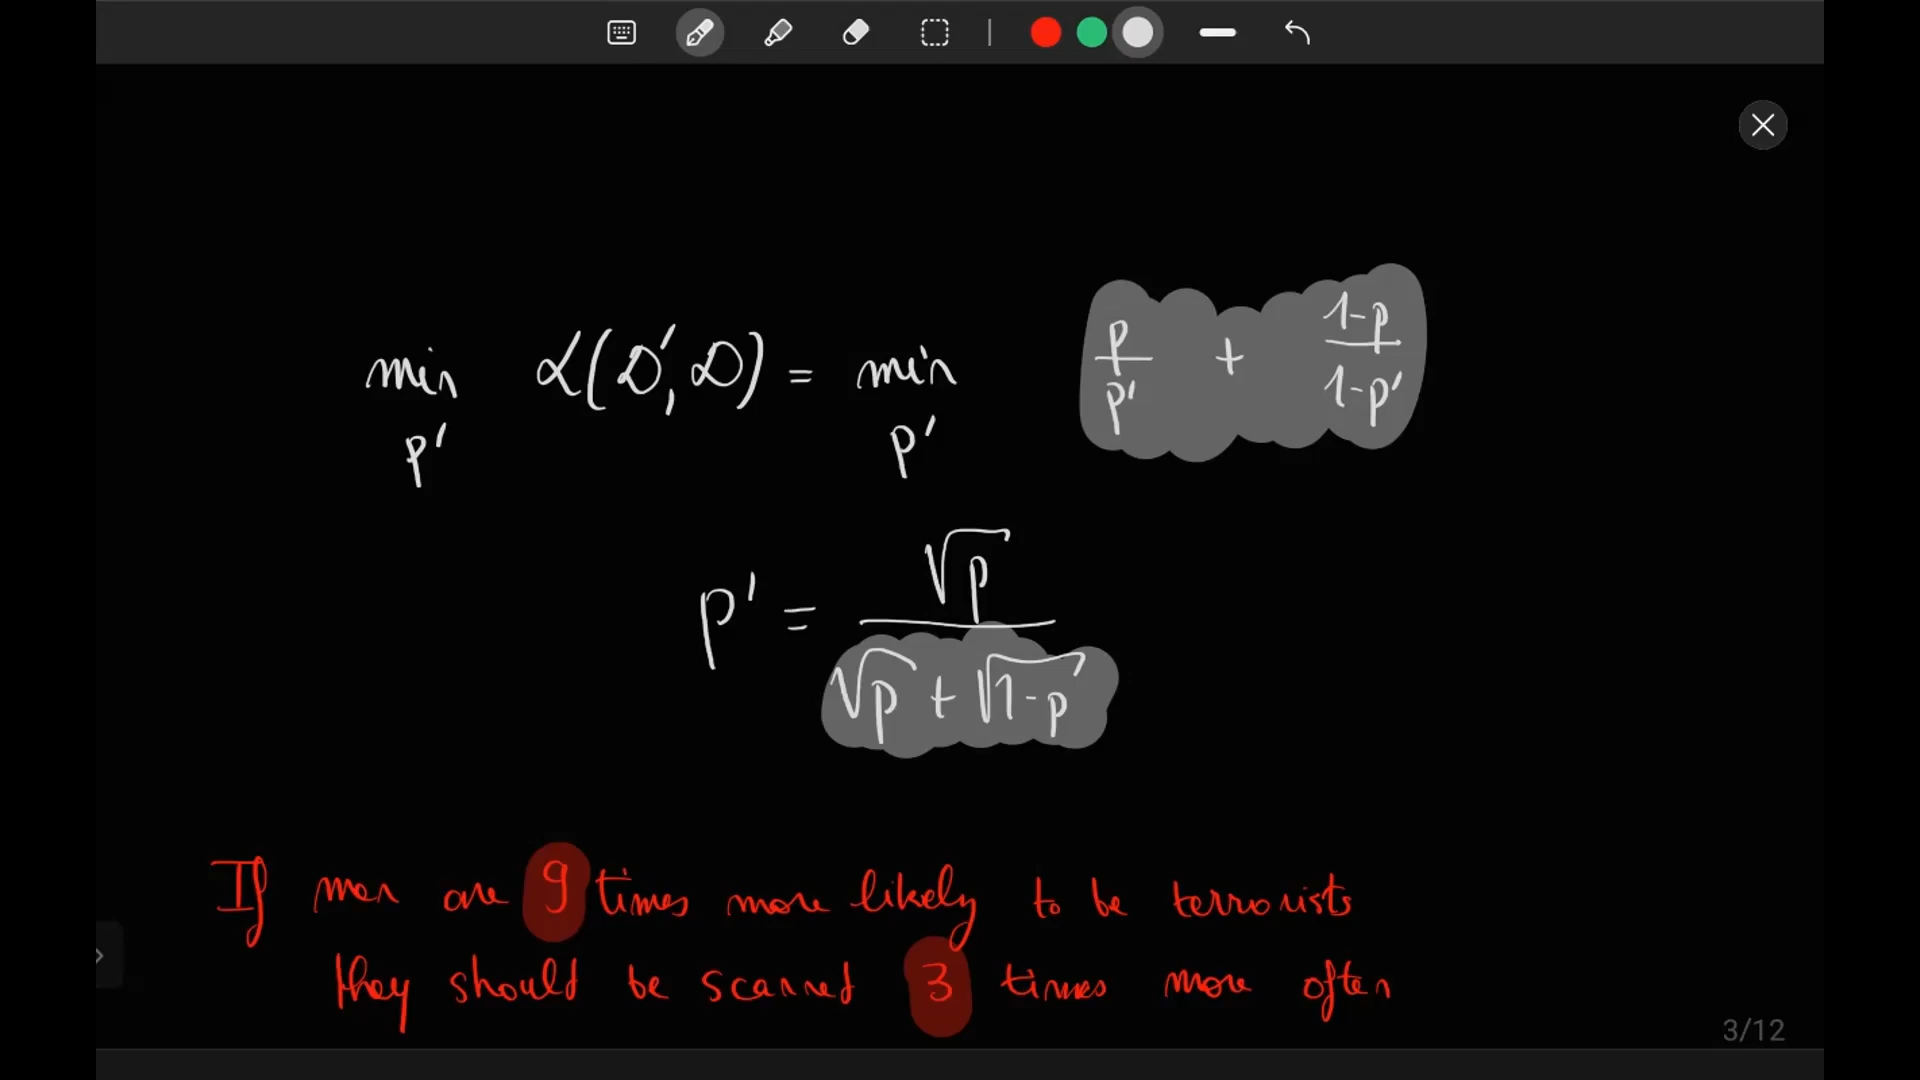 min α(D', D) = min p/p' + (1-p)/(1-p')
p' p'
p' = √p / (√p + √(1-p))
If men are 9 times more likely to be terrorists
they should be scanned 3 times more often
3/12